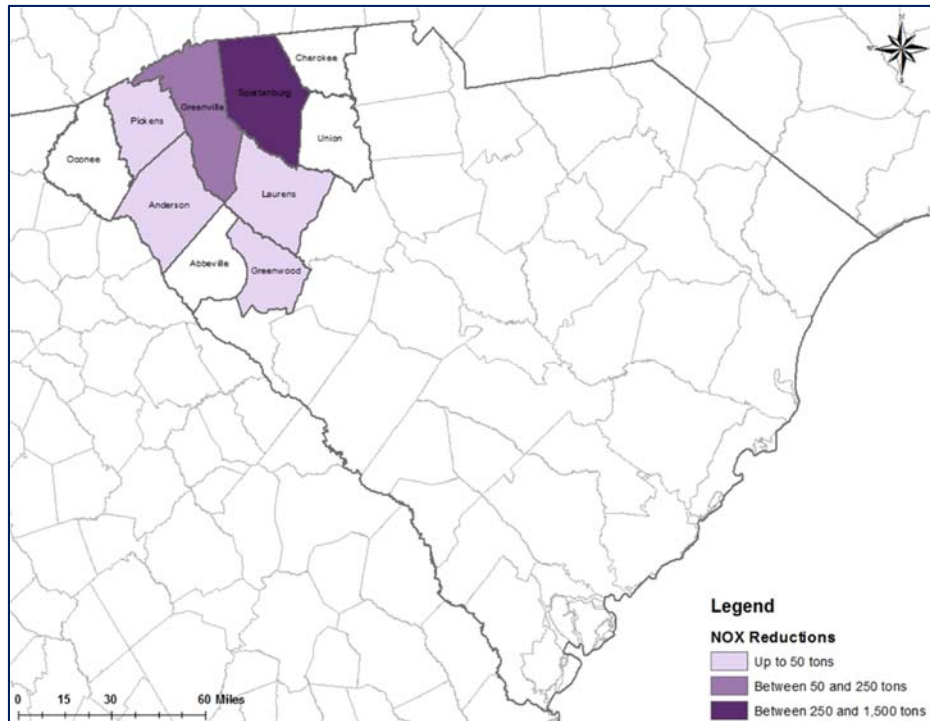 N
W
S
Cherokee
Spartanburg
Greenville
Pickens
Union
Oconee
Laurens
Anderson
Abbeville
Greenwood
Legend
NOX Reductions
Up to 50 tons
Between 50 and 250 tons
Between 250 and 1,500 tons
0 15 30 60 Miles